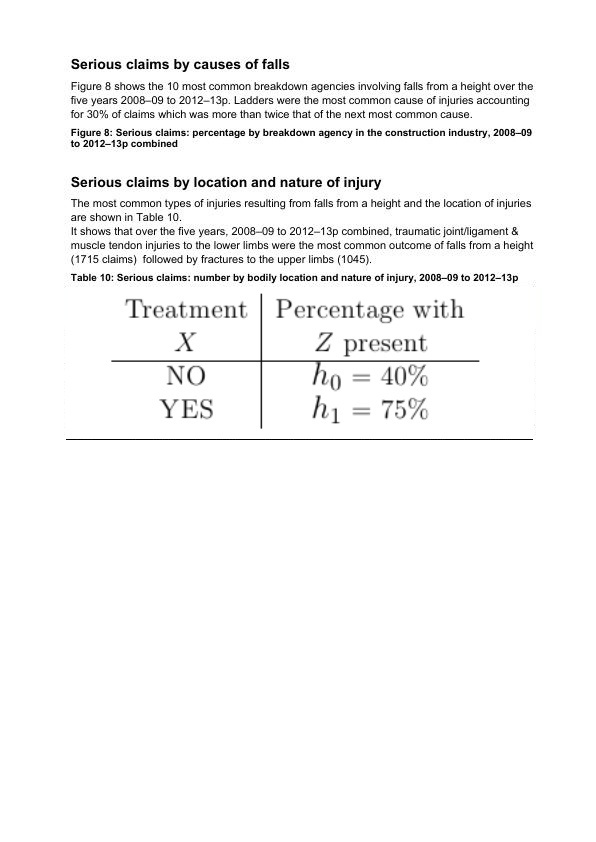 Serious claims by causes of falls
Figure 8 shows the 10 most common breakdown agencies involving falls from a height over the
five years 2008–09 to 2012–13p. Ladders were the most common cause of injuries accounting
for 30% of claims which was more than twice that of the next most common cause.
Figure 8: Serious claims: percentage by breakdown agency in the construction industry, 2008–09
to 2012–13p combined
Serious claims by location and nature of injury
The most common types of injuries resulting from falls from a height and the location of injuries
are shown in Table 10.
It shows that over the five years, 2008–09 to 2012–13p combined, traumatic joint/ligament &
muscle tendon injuries to the lower limbs were the most common outcome of falls from a height
(1715 claims)  followed by fractures to the upper limbs (1045).
Table 10: Serious claims: number by bodily location and nature of injury, 2008–09 to 2012–13p
Treatment Percentage with
X Z present
NO h0 = 40%
YES h1 = 75%